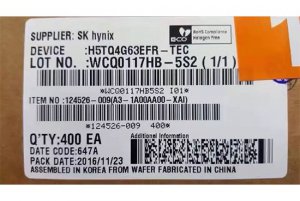 SUPPLIER: SK hynix
ECO
RoHS Compliance
Halogen Free
DEVICE :H5TQ4G63EFR-TEC
LOT NO. :WCQ0117HB-5S2 ( 1/1 )
*WCQ0117HB5S2 I01*
ITEM NO :124526-009(A3-1A00AA00-XAI)
*124526-009 400*
Q'TY:400 EA
Additional Information
DATE CODE:647A
PACK DATE:2016/11/23
ASSEMBLED IN KOREA FROM WAFER FABRICATED IN CHINA